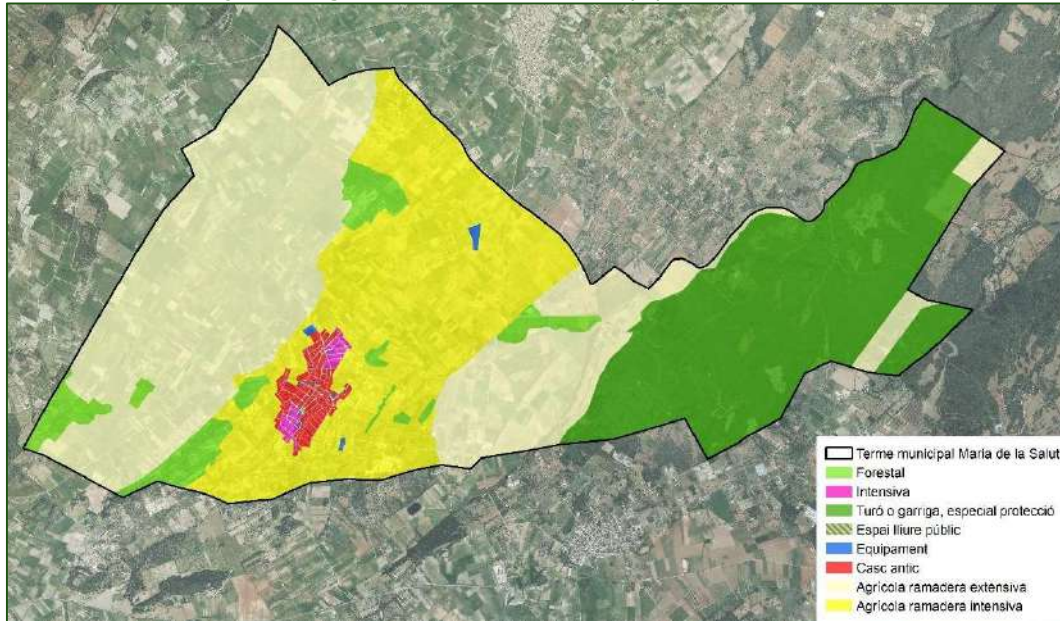 Terme municipal Maria de la Salut
Forestal
Intensiva
Turó o garriga, especial protecció
Espai lliure públic
Equipament
Casc antic
Agrícola ramadera extensiva
Agrícola ramadera intensiva